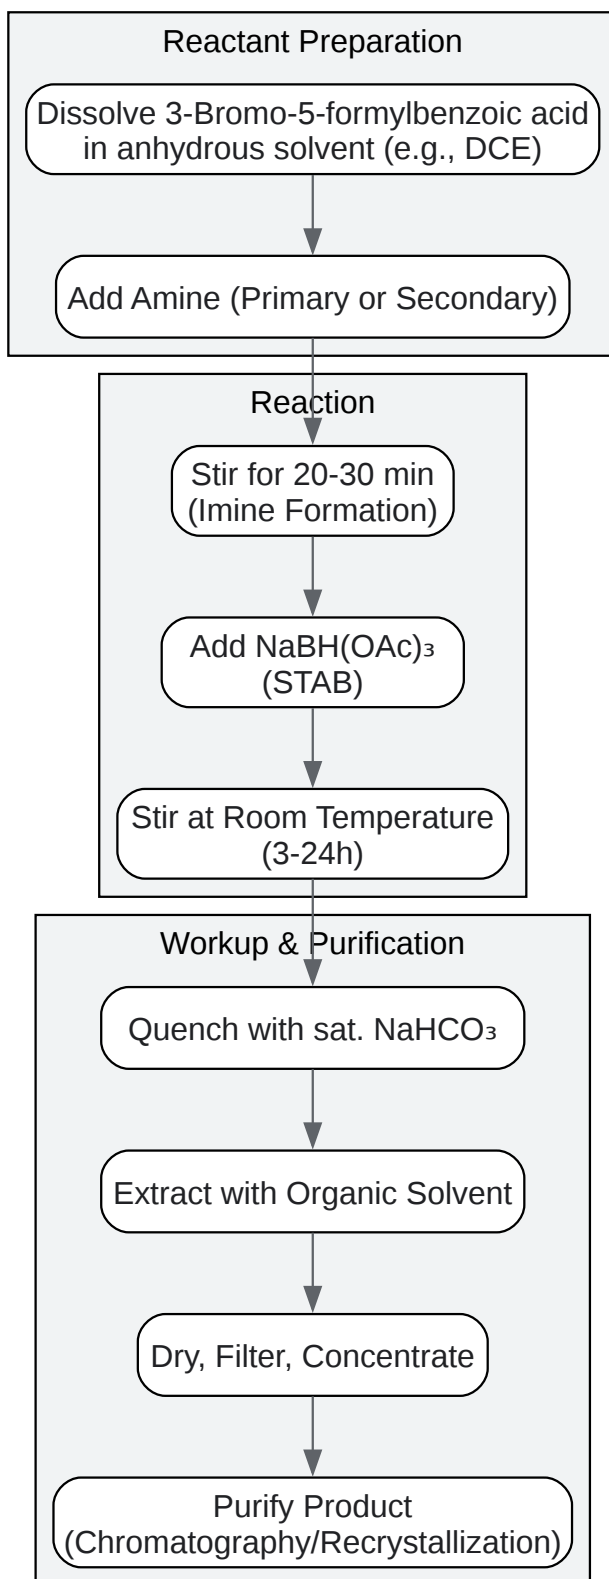 Reactant Preparation
Dissolve 3-Bromo-5-formylbenzoic acid
in anhydrous solvent (e.g., DCE)
Add Amine (Primary or Secondary)
Reaction
Stir for 20-30 min
(Imine Formation)
Add NaBH(OAc)₃
(STAB)
Stir at Room Temperature
(3-24h)
Workup & Purification
Quench with sat. NaHCO₃
Extract with Organic Solvent
Dry, Filter, Concentrate
Purify Product
(Chromatography/Recrystallization)